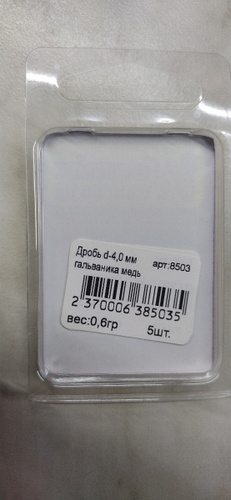 Дробь d-4,0 мм арт:8503
гальваника медь
2 370006 385035
вес:0,6гр 5шт.